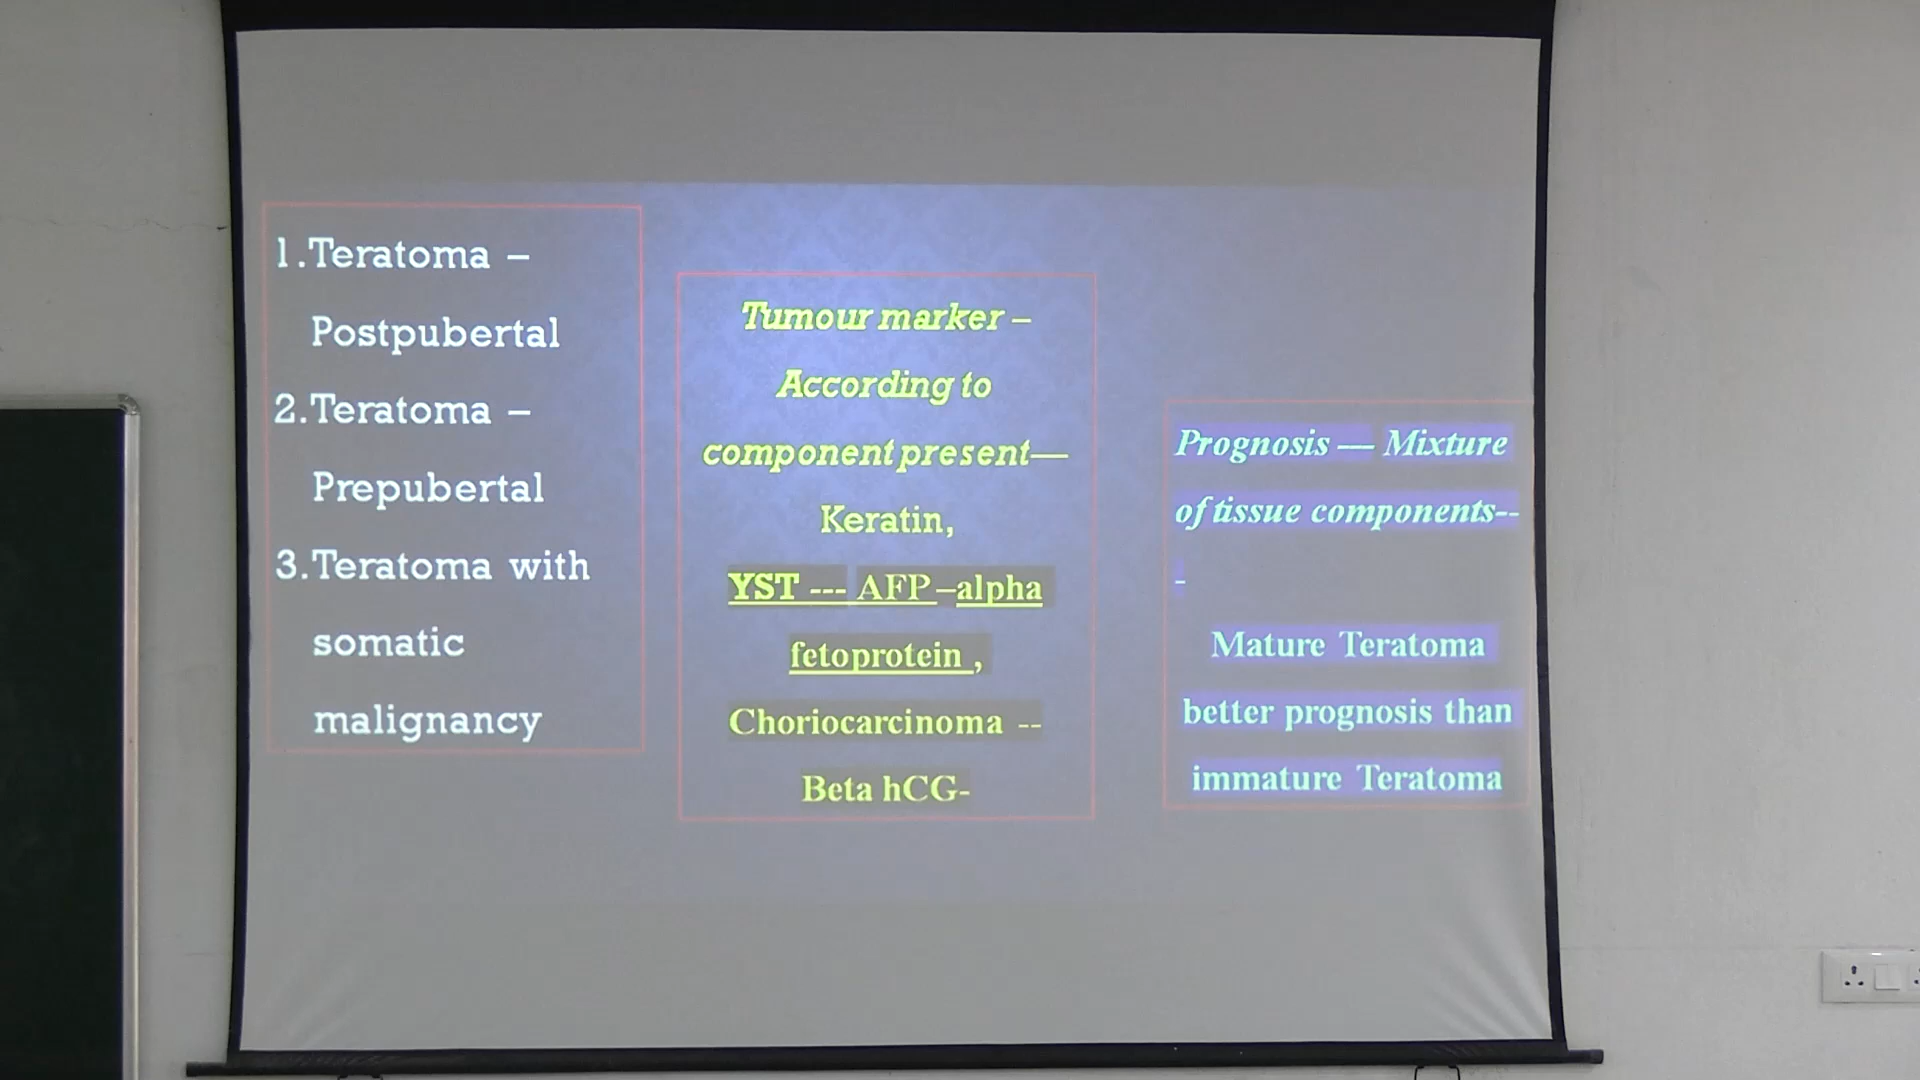 1.Teratoma –
Postpubertal
2.Teratoma –
Prepubertal
3.Teratoma with
somatic
malignancy
Tumour marker –
According to
component present—
Keratin,
YST --- AFP –alpha
fetoprotein ,
Choriocarcinoma --
Beta hCG-
Prognosis — Mixture
of tissue components--
-
Mature Teratoma
better prognosis than
immature Teratoma